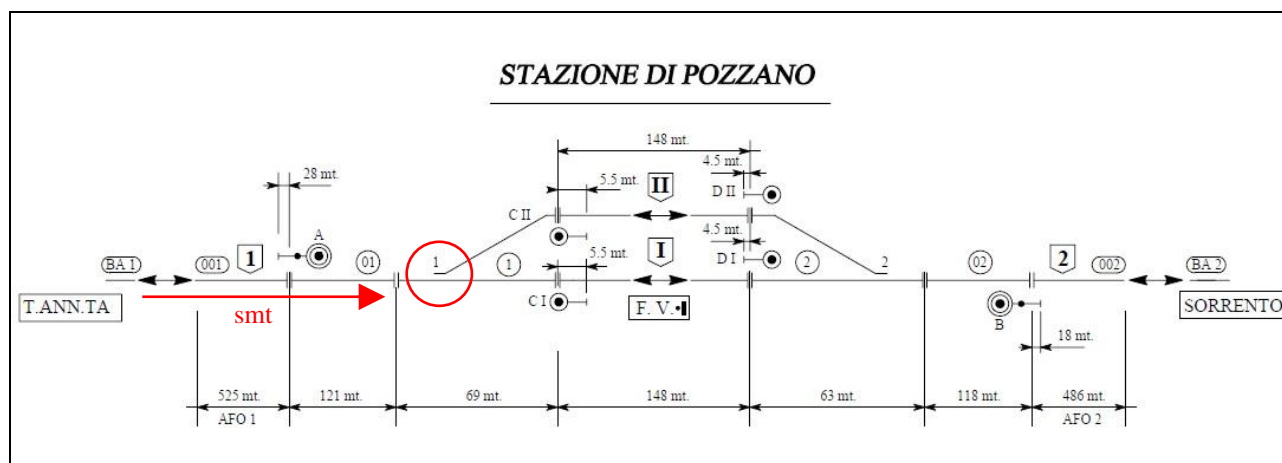 STAZIONE DI POZZANO
148 mt.
28 mt.
5.5 mt.
II
4.5 mt.
D II
A
C II
4.5 mt.
BA 1
001
1
01
1
1
5.5 mt.
I
D I
2
2
02
2
002
BA 2
T.ANN.TA
smt
C I
F. V.
B
SORRENTO
18 mt.
525 mt.
121 mt.
69 mt.
148 mt.
63 mt.
118 mt.
486 mt.
AFO 1
AFO 2